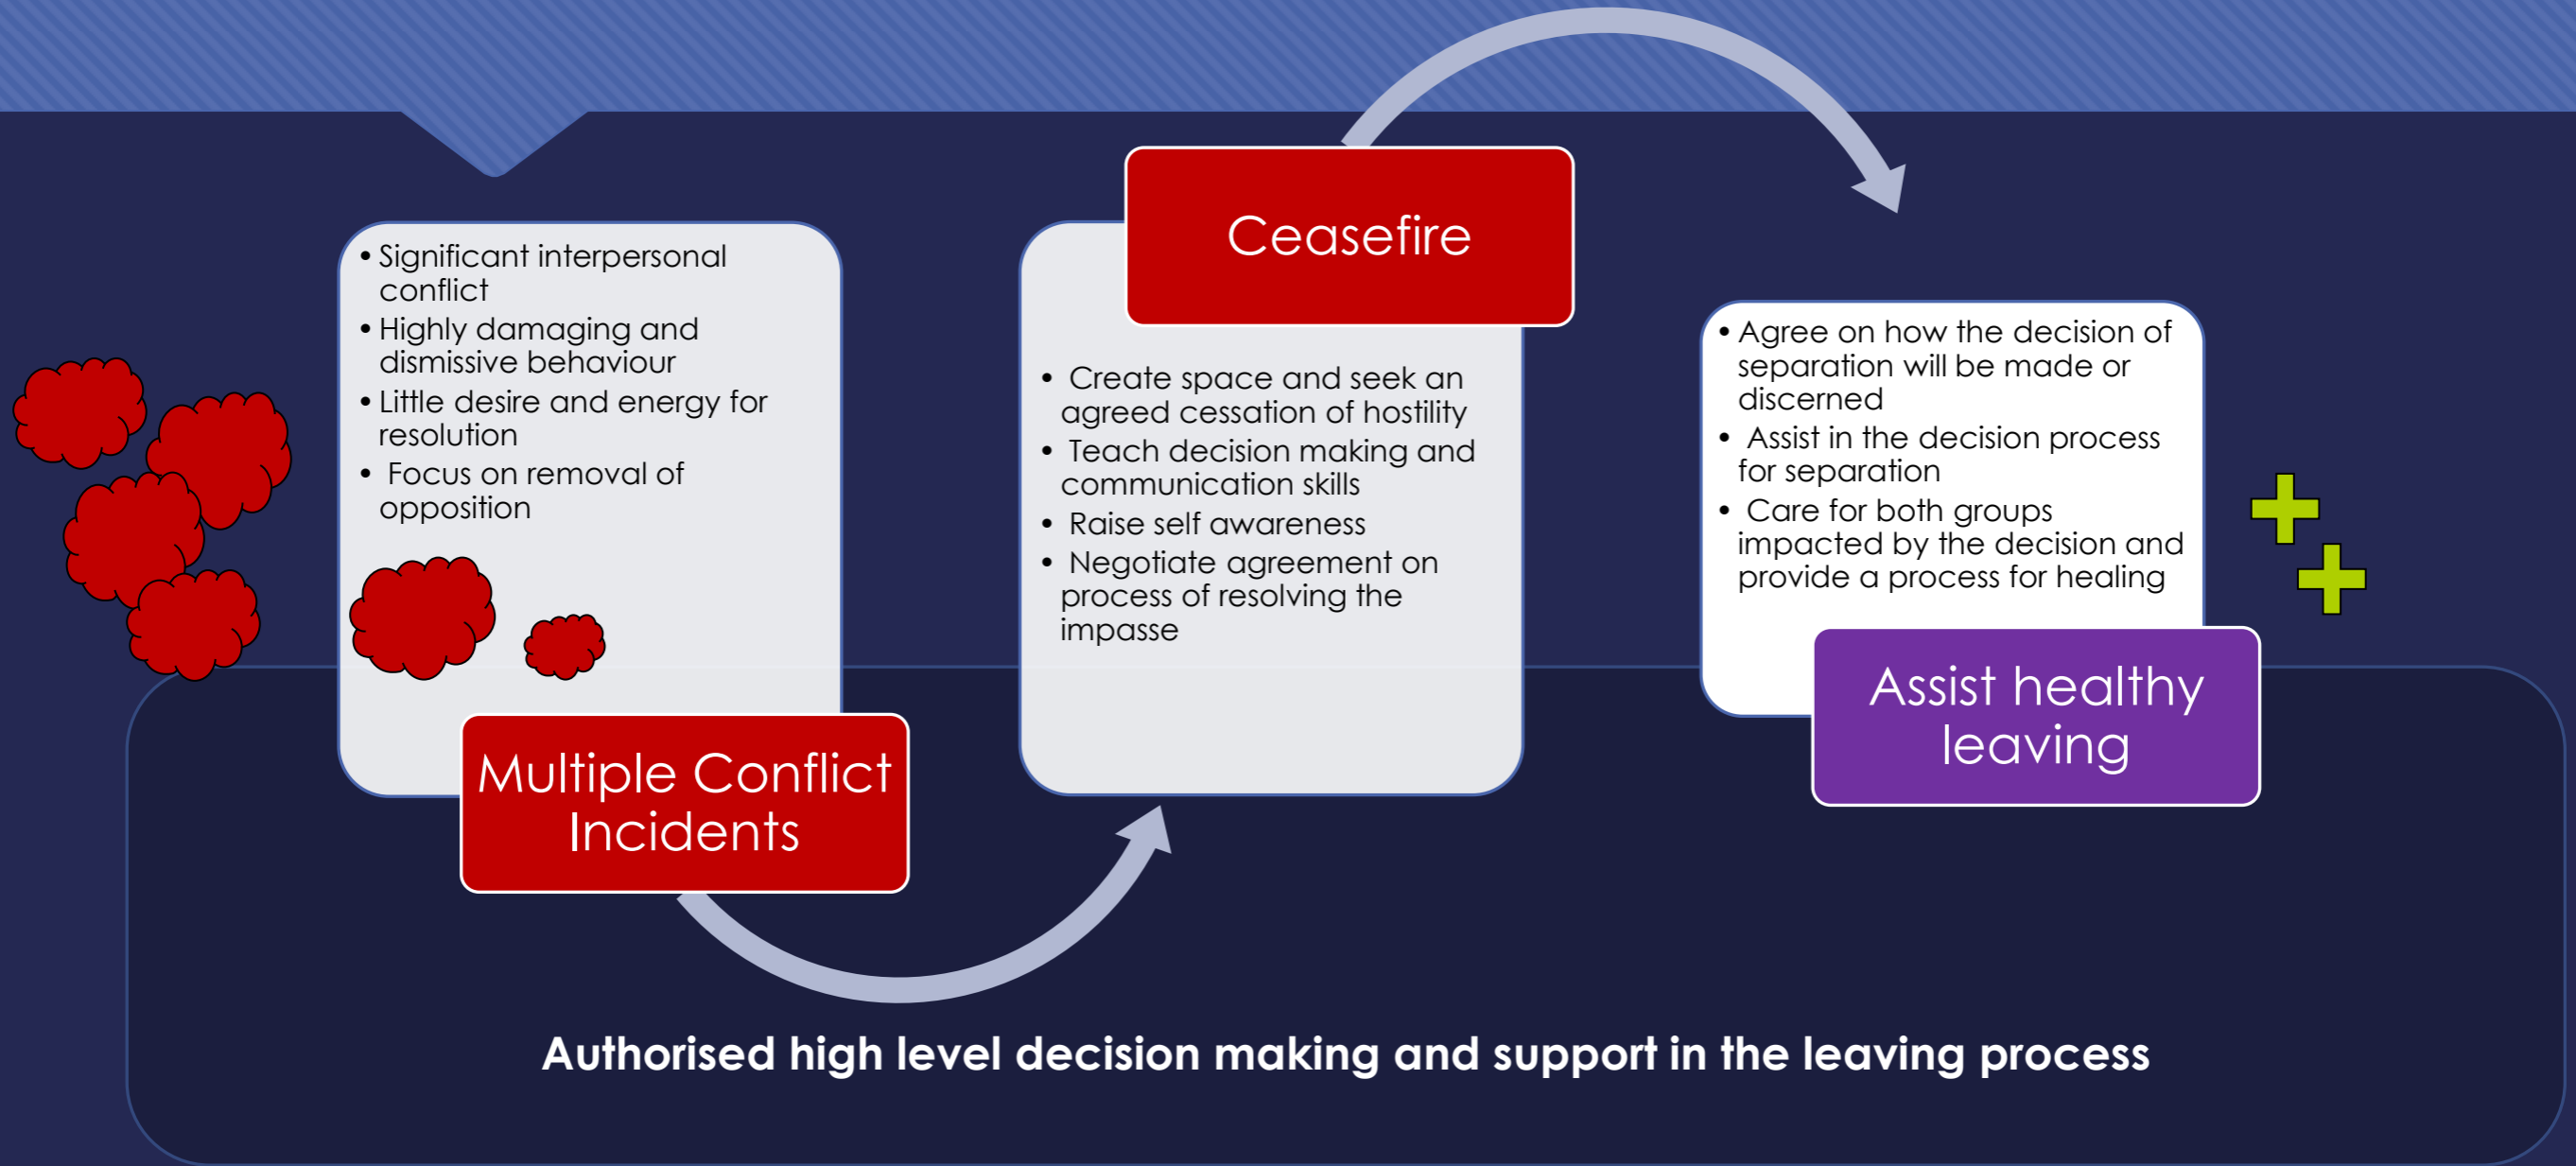 • Significant interpersonal
conflict
• Highly damaging and
dismissive behaviour
• Little desire and energy for
resolution
• Focus on removal of
opposition
Multiple Conflict
Incidents
Ceasefire
• Create space and seek an
agreed cessation of hostility
• Teach decision making and
communication skills
• Raise self awareness
• Negotiate agreement on
process of resolving the
impasse
• Agree on how the decision of
separation will be made or
discerned
• Assist in the decision process
for separation
• Care for both groups
impacted by the decision and
provide a process for healing
Assist healthy
leaving
Authorised high level decision making and support in the leaving process